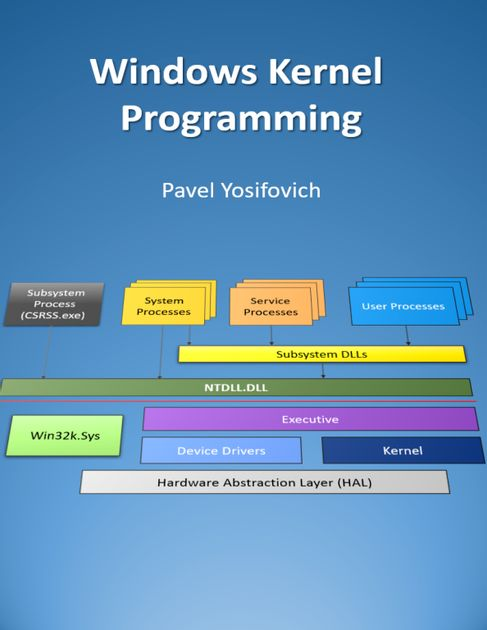 Windows Kernel
Programming
Pavel Yosifovich
Subsystem
Process
(CSRSS.exe)
System
Processes
Service
Processes
User Processes
Subsystem DLLs
NTDLL.DLL
Executive
Win32k.Sys
Device Drivers
Kernel
Hardware Abstraction Layer (HAL)